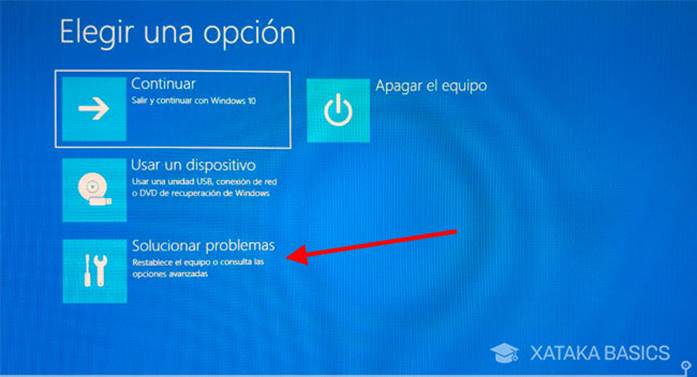 Elegir una opción
Continuar
Salir y continuar con Windows 10
Apagar el equipo
Usar un dispositivo
Usar una unidad USB, conexión de red
o DVD de recuperación de Windows
Solucionar problemas
Restablece el equipo o consulta las
opciones avanzadas
XATAKA BASICS